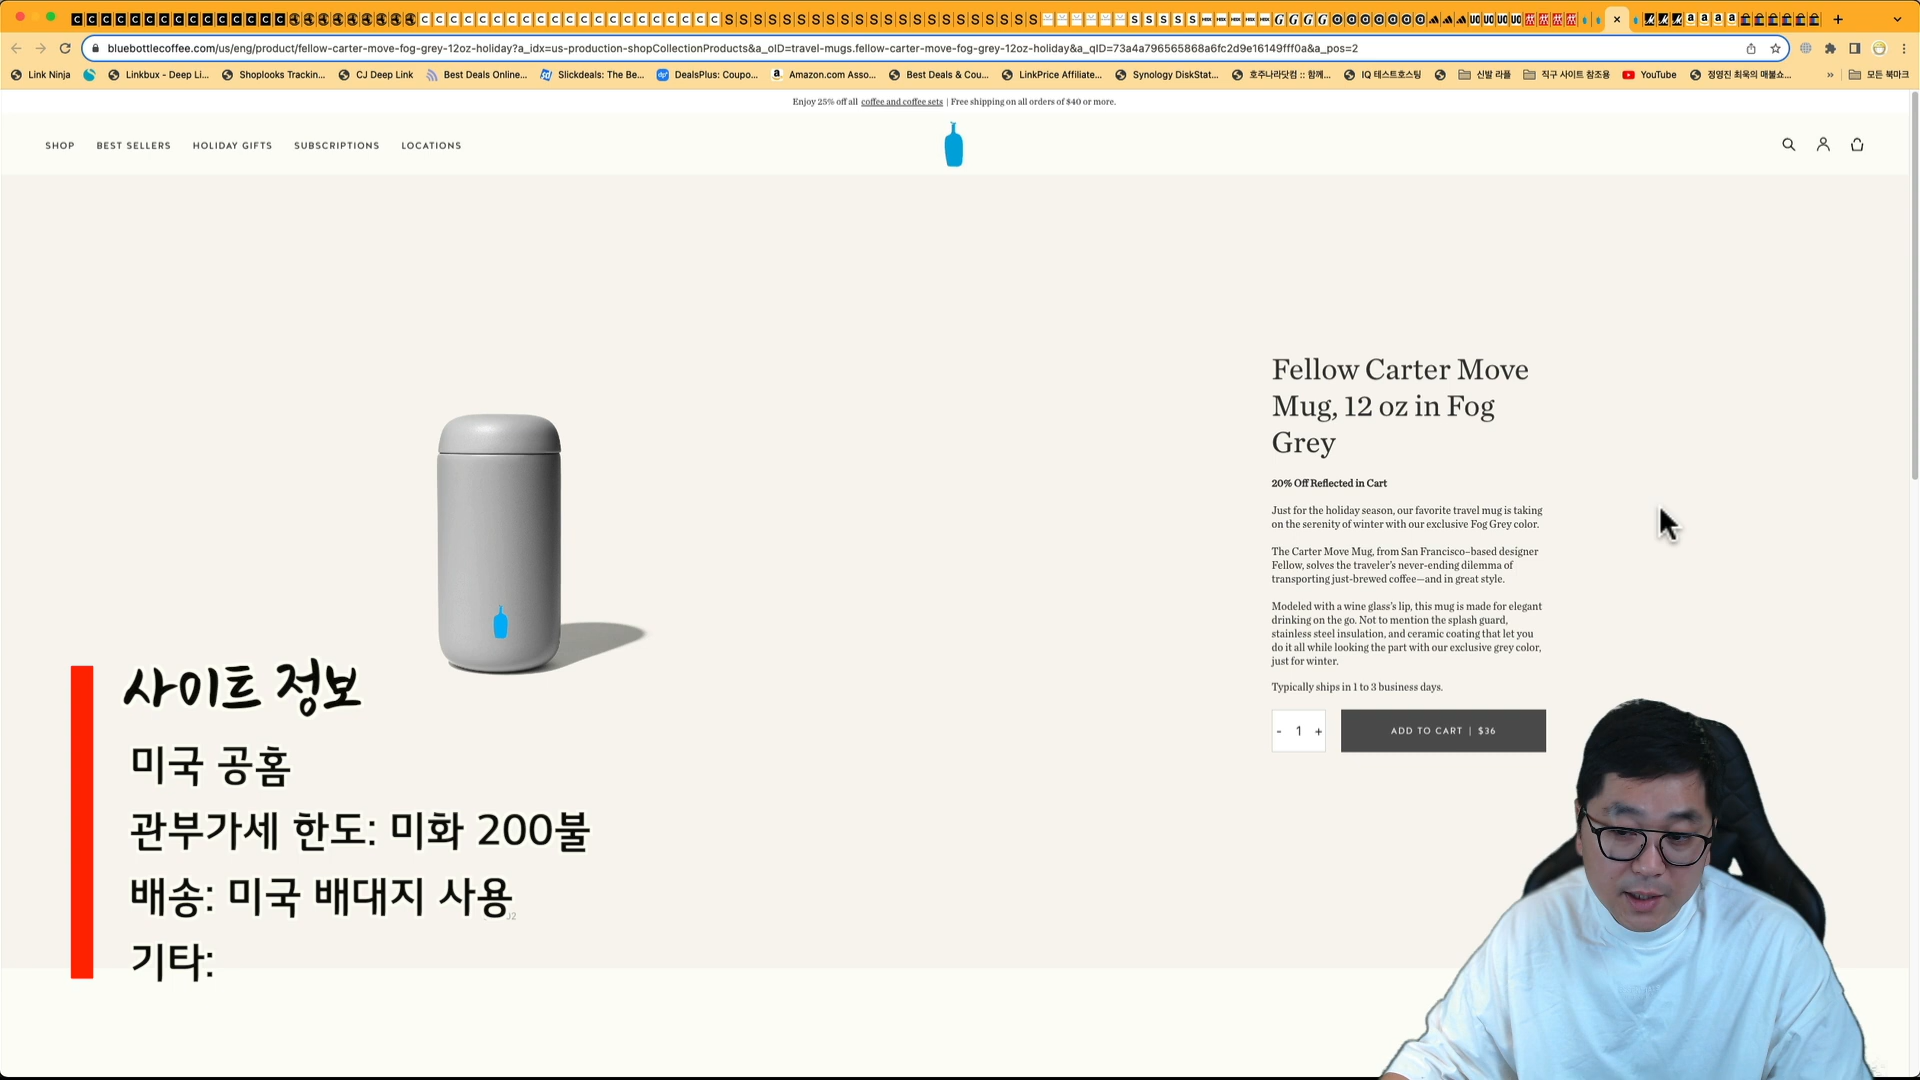 bluebottlecoffee.com/us/eng/product/fellow-carter-move-fog-grey-12oz-holiday?a_idx=us-production-shopCollectionProducts&a_oID=travel-mugs.fellow-carter-move-fog-grey-12oz-holiday&a_qID=73a4a796565868a6fc2d9e16149fff0a&a_pos=2
Link Ninja Linkbux - Deep Li... Shoplooks Trackin... CJ Deep Link Best Deals Online... Slickdeals: The Be... DealsPlus: Coupo... Amazon.com Asso... Best Deals & Cou... LinkPrice Affiliate... Synology DiskStat... 호주나라닷컴 :: 함께... IQ 테스트호스팅 신발 라플 직구 사이트 참조용 YouTube 정영진 최욱의 매불쇼... » 모든 북마크
Enjoy 25% off all coffee and coffee sets | Free shipping on all orders of $40 or more.
SHOP BEST SELLERS HOLIDAY GIFTS SUBSCRIPTIONS LOCATIONS
Fellow Carter Move
Mug, 12 oz in Fog
Grey
20% Off Reflected in Cart
Just for the holiday season, our favorite travel mug is taking
on the serenity of winter with our exclusive Fog Grey color.
The Carter Move Mug, from San Francisco–based designer
Fellow, solves the traveler's never-ending dilemma of
transporting just-brewed coffee—and in great style.
Modeled with a wine glass's lip, this mug is made for elegant
drinking on the go. Not to mention the splash guard,
stainless steel insulation, and ceramic coating that let you
do it all while looking the part with our exclusive grey color,
just for winter.
Typically ships in 1 to 3 business days.
- 1 + ADD TO CART | $36
사이트 정보
미국 공홈
관부가세 한도: 미화 200불
배송: 미국 배대지 사용
기타: